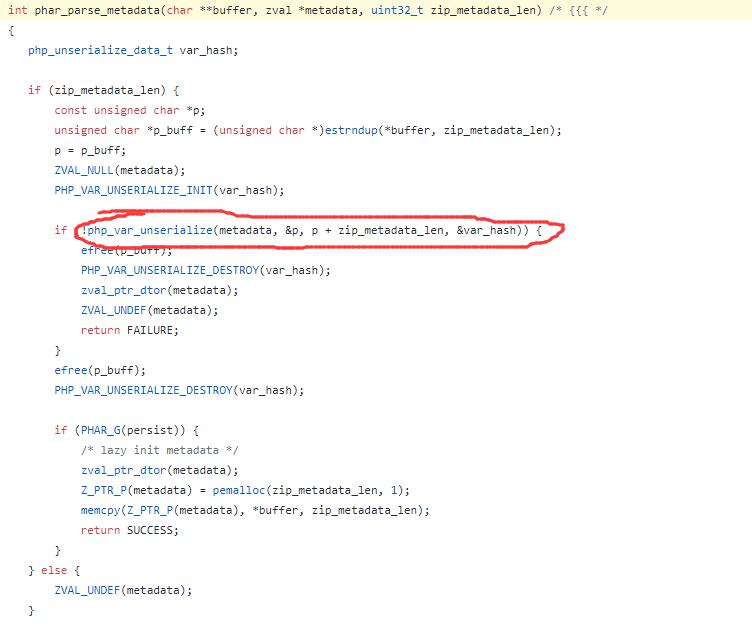 int phar_parse_metadata(char **buffer, zval *metadata, uint32_t zip_metadata_len) /* {{{ */
{
php_unserialize_data_t var_hash;
if (zip_metadata_len) {
const unsigned char *p;
unsigned char *p_buff = (unsigned char *)estrndup(*buffer, zip_metadata_len);
p = p_buff;
ZVAL_NULL(metadata);
PHP_VAR_UNSERIALIZE_INIT(var_hash);
if (!php_var_unserialize(metadata, &p, p + zip_metadata_len, &var_hash)) {
efree(p_buff);
PHP_VAR_UNSERIALIZE_DESTROY(var_hash);
zval_ptr_dtor(metadata);
ZVAL_UNDEF(metadata);
return FAILURE;
}
efree(p_buff);
PHP_VAR_UNSERIALIZE_DESTROY(var_hash);
if (PHAR_G(persist)) {
/* lazy init metadata */
zval_ptr_dtor(metadata);
Z_PTR_P(metadata) = pemalloc(zip_metadata_len, 1);
memcpy(Z_PTR_P(metadata), *buffer, zip_metadata_len);
return SUCCESS;
}
} else {
ZVAL_UNDEF(metadata);
}